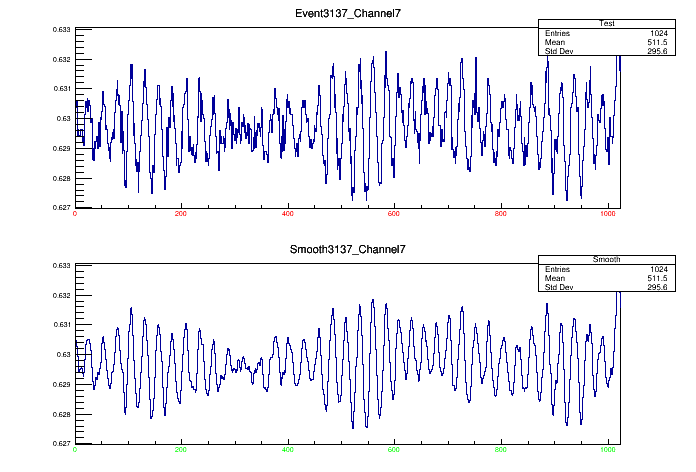 Event3137_Channel7
Test
Entries 1024
Mean 511.5
Std Dev 295.6
0.633
0.632
0.631
0.63
0.629
0.628
0.627
0 200 400 600 800 1000
Smooth3137_Channel7
Smooth
Entries 1024
Mean 511.5
Std Dev 295.6
0.633
0.632
0.631
0.63
0.629
0.628
0.627
0 200 400 600 800 1000